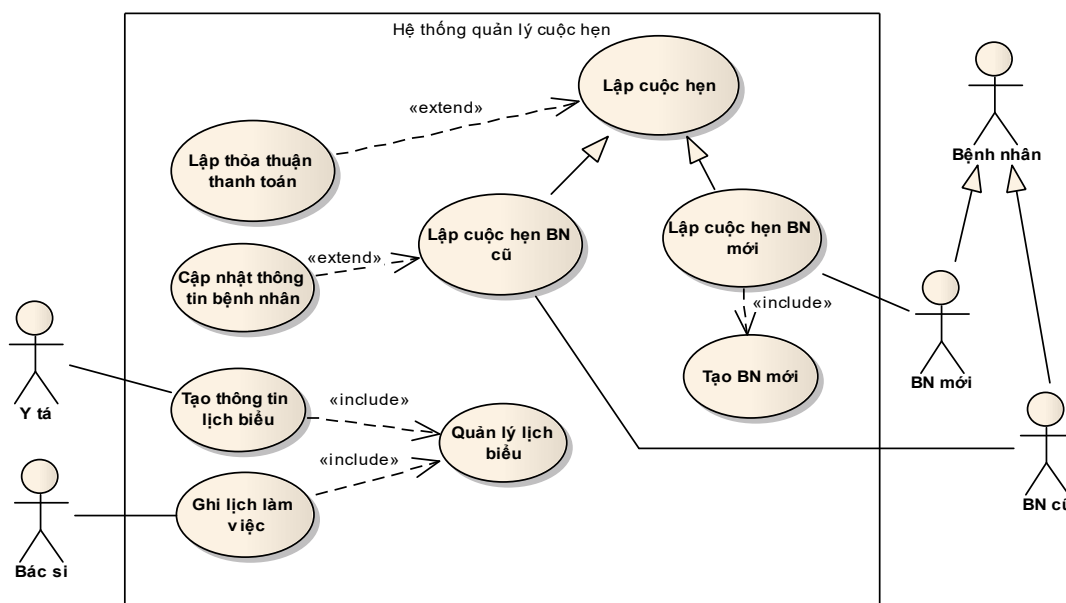 Hệ thống quản lý cuộc hẹn
Lập cuộc hẹn
«extend»
Lập thỏa thuận
thanh toán
Bệnh nhân
Lập cuộc hẹn BN
cũ
Lập cuộc hẹn BN
mới
«extend»
Cập nhật thông
tin bệnh nhân
«include»
Tạo BN mới
BN mới
Y tá
Tạo thông tin
lịch biểu
«include»
Quản lý lịch
biểu
«include»
Ghi lịch làm
việc
Bác si
BN cũ